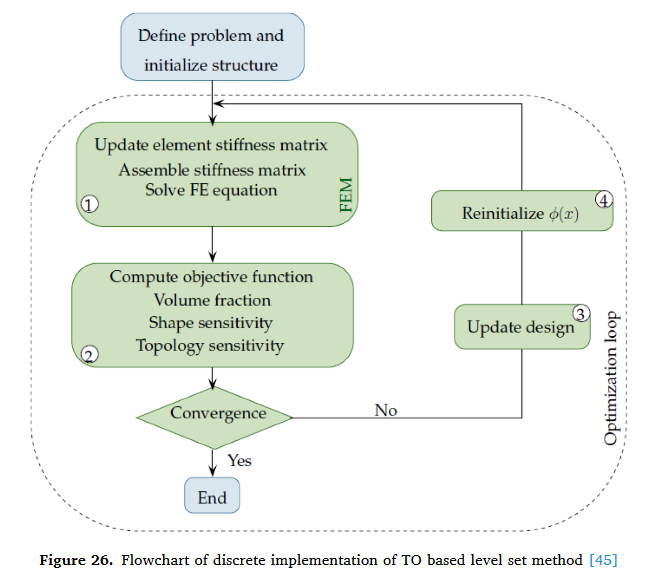 Define problem and
initialize structure
Update element stiffness matrix
Assemble stiffness matrix
Solve FE equation
FEM
1
Compute objective function
Volume fraction
Shape sensitivity
Topology sensitivity
2
Convergence
No
Yes
End
Update design
3
Reinitialize ϕ(x)
4
Optimization loop
Figure 26. Flowchart of discrete implementation of TO based level set method [45]